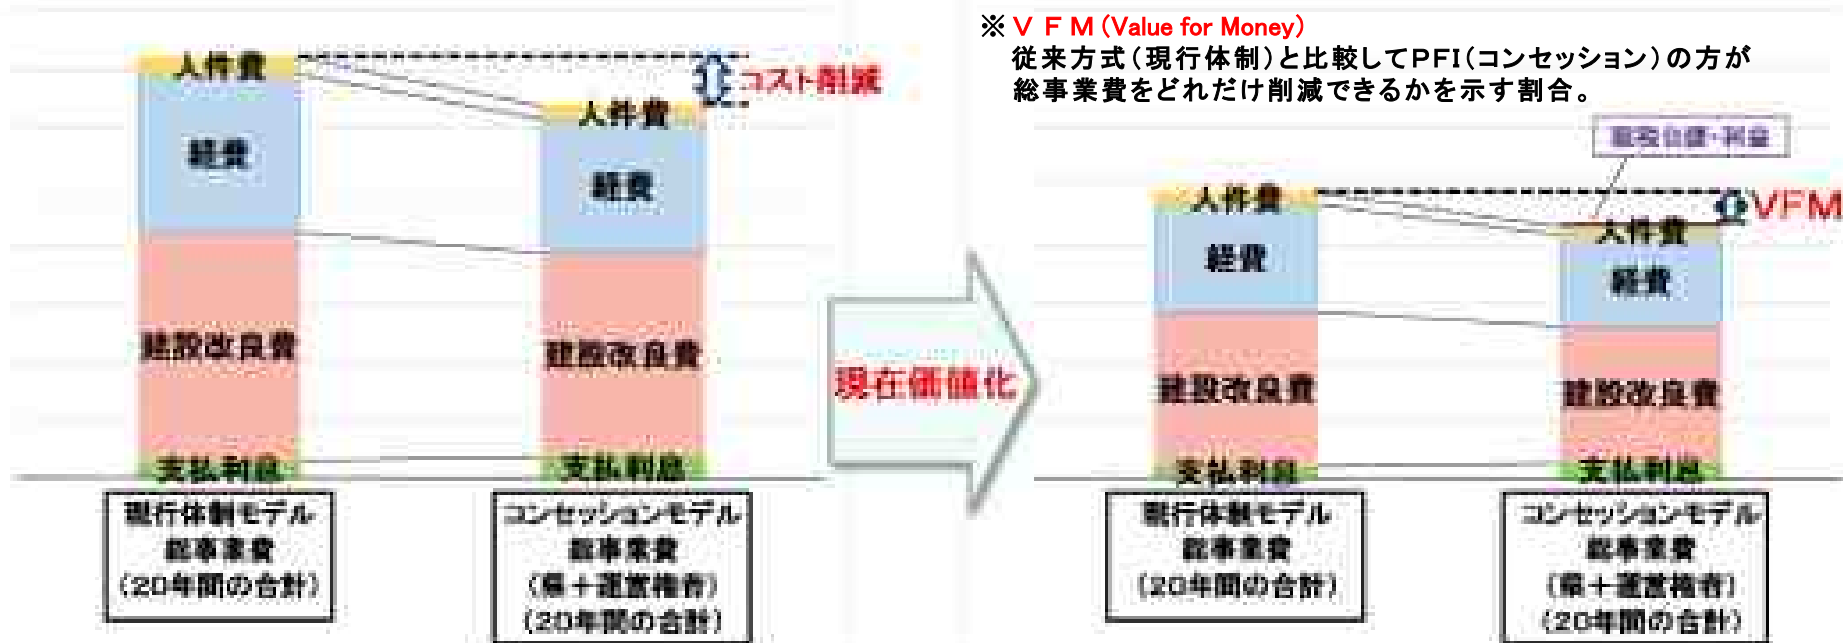 ※ＶＦＭ(Value for Money)
従来方式(現行体制)と比較してＰＦＩ(コンセッション)の方が
総事業費をどれだけ削減できるかを示す割合。
人件費
経費
建設改良費
支払利息
人件費
経費
建設改良費
支払利息
コスト削減
現行体制モデル
総事業費
(20年間の合計)
コンセッションモデル
総事業費
(県＋運営権者)
(20年間の合計)
現在価値化
人件費
経費
建設改良費
支払利息
人件費
経費
建設改良費
支払利息
ＶＦＭ
現行体制モデル
総事業費
(20年間の合計)
コンセッションモデル
総事業費
(県＋運営権者)
(20年間の合計)